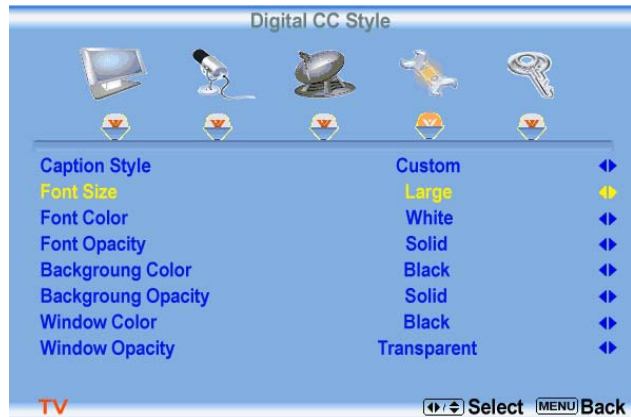 Digital CC Style
Caption Style Custom
Font Size Large
Font Color White
Font Opacity Solid
Backgroung Color Black
Backgroung Opacity Solid
Window Color Black
Window Opacity Transparent
TV Select MENU Back